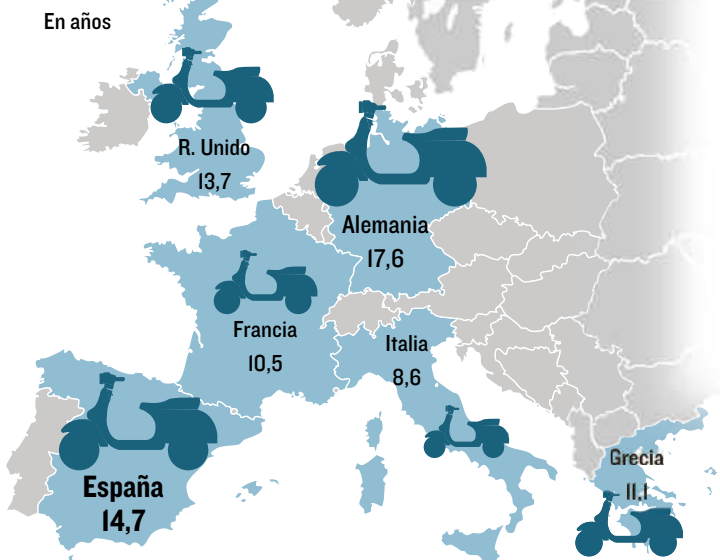 En años
R. Unido
13,7
Alemania
17,6
Francia
10,5
Italia
8,6
España
14,7
Grecia
11,1